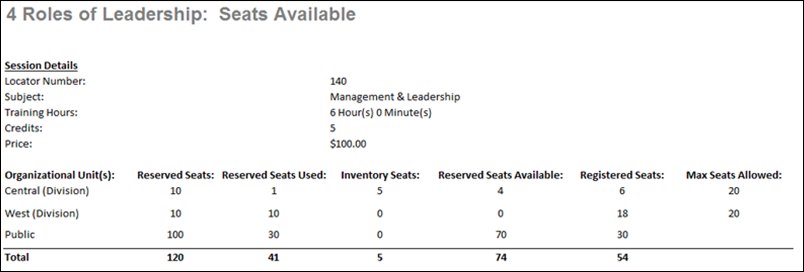 4 Roles of Leadership:  Seats Available
Session Details
Locator Number: 140
Subject: Management & Leadership
Training Hours: 6 Hour(s) 0 Minute(s)
Credits: 5
Price: $100.00
Organizational Unit(s): Reserved Seats: Reserved Seats Used: Inventory Seats: Reserved Seats Available: Registered Seats: Max Seats Allowed:
Central (Division) 10 1 5 4 6 20
West (Division) 10 10 0 0 18 20
Public 100 30 0 70 30
Total 120 41 5 74 54